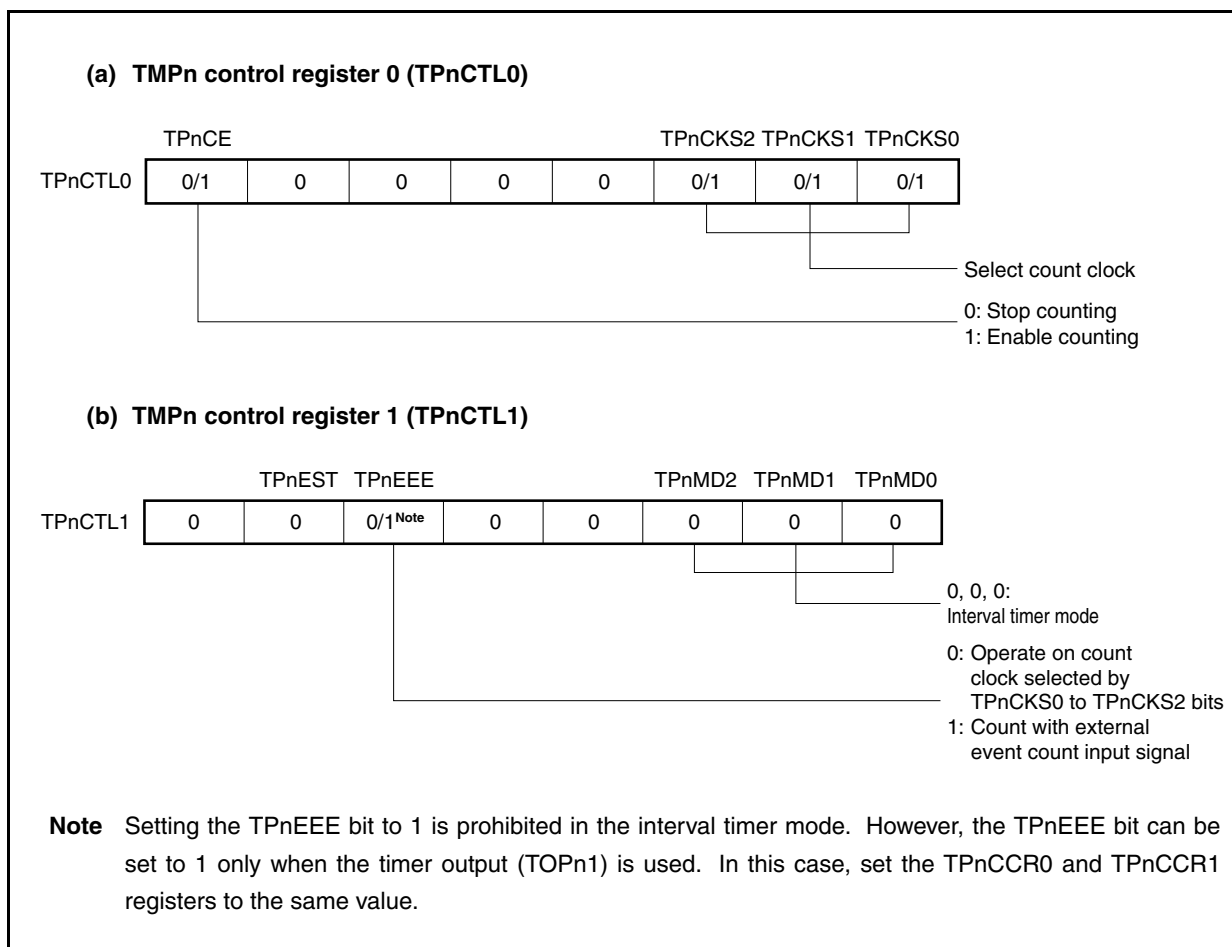 (a) TMPn control register 0 (TPnCTL0)
TPnCE TPnCKS2 TPnCKS1 TPnCKS0
TPnCTL0 0/1 0 0 0 0 0/1 0/1 0/1
Select count clock
0: Stop counting
1: Enable counting
(b) TMPn control register 1 (TPnCTL1)
TPnEST TPnEEE TPnMD2 TPnMD1 TPnMD0
TPnCTL1 0 0 0/1Note 0 0 0 0 0
0, 0, 0:
Interval timer mode
0: Operate on count
clock selected by
TPnCKS0 to TPnCKS2 bits
1: Count with external
event count input signal
Note Setting the TPnEEE bit to 1 is prohibited in the interval timer mode. However, the TPnEEE bit can be
set to 1 only when the timer output (TOPn1) is used. In this case, set the TPnCCR0 and TPnCCR1
registers to the same value.